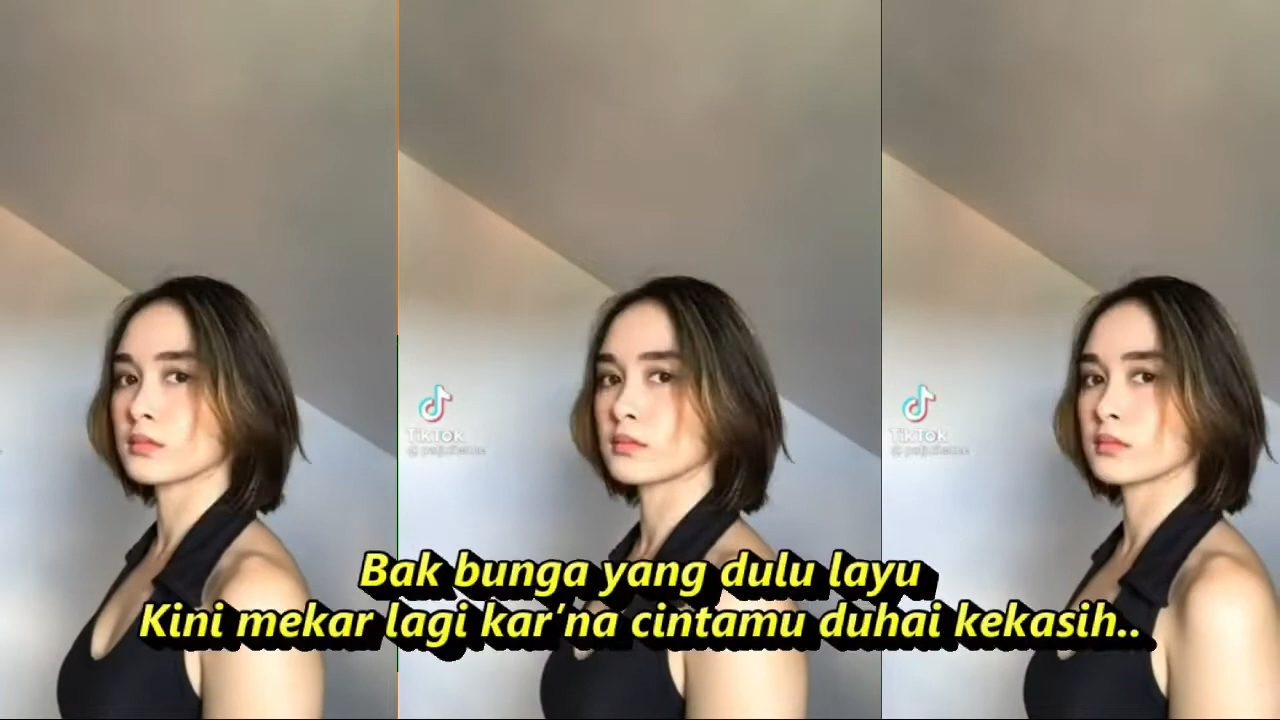 TikTok
TikTok
Bak bunga yang dulu layu
Kini mekar lagi kar'na cintamu duhai kekasih..